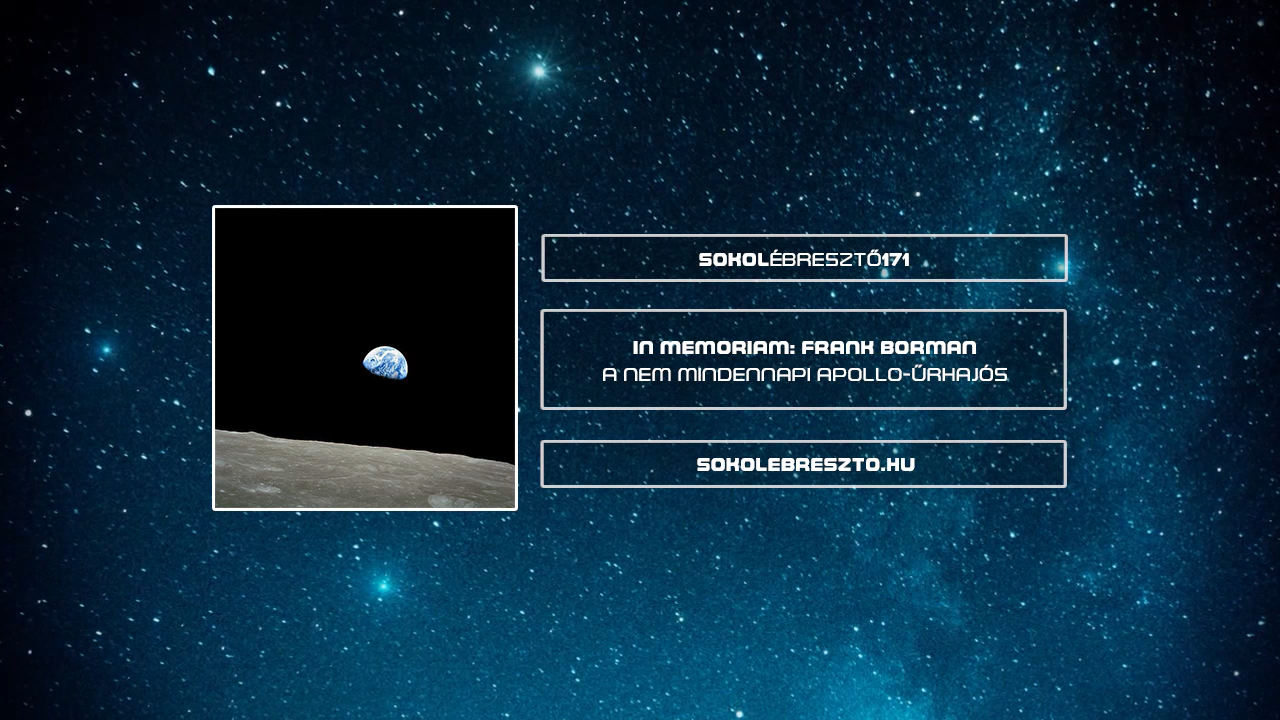 SOKOLÉBRESZTŐ171
IN MEMORIAM: FRANK BORMAN
A NEM MINDENNAPI APOLLO-ŰRHAJÓS
SOKOLEBRESZTO.HU